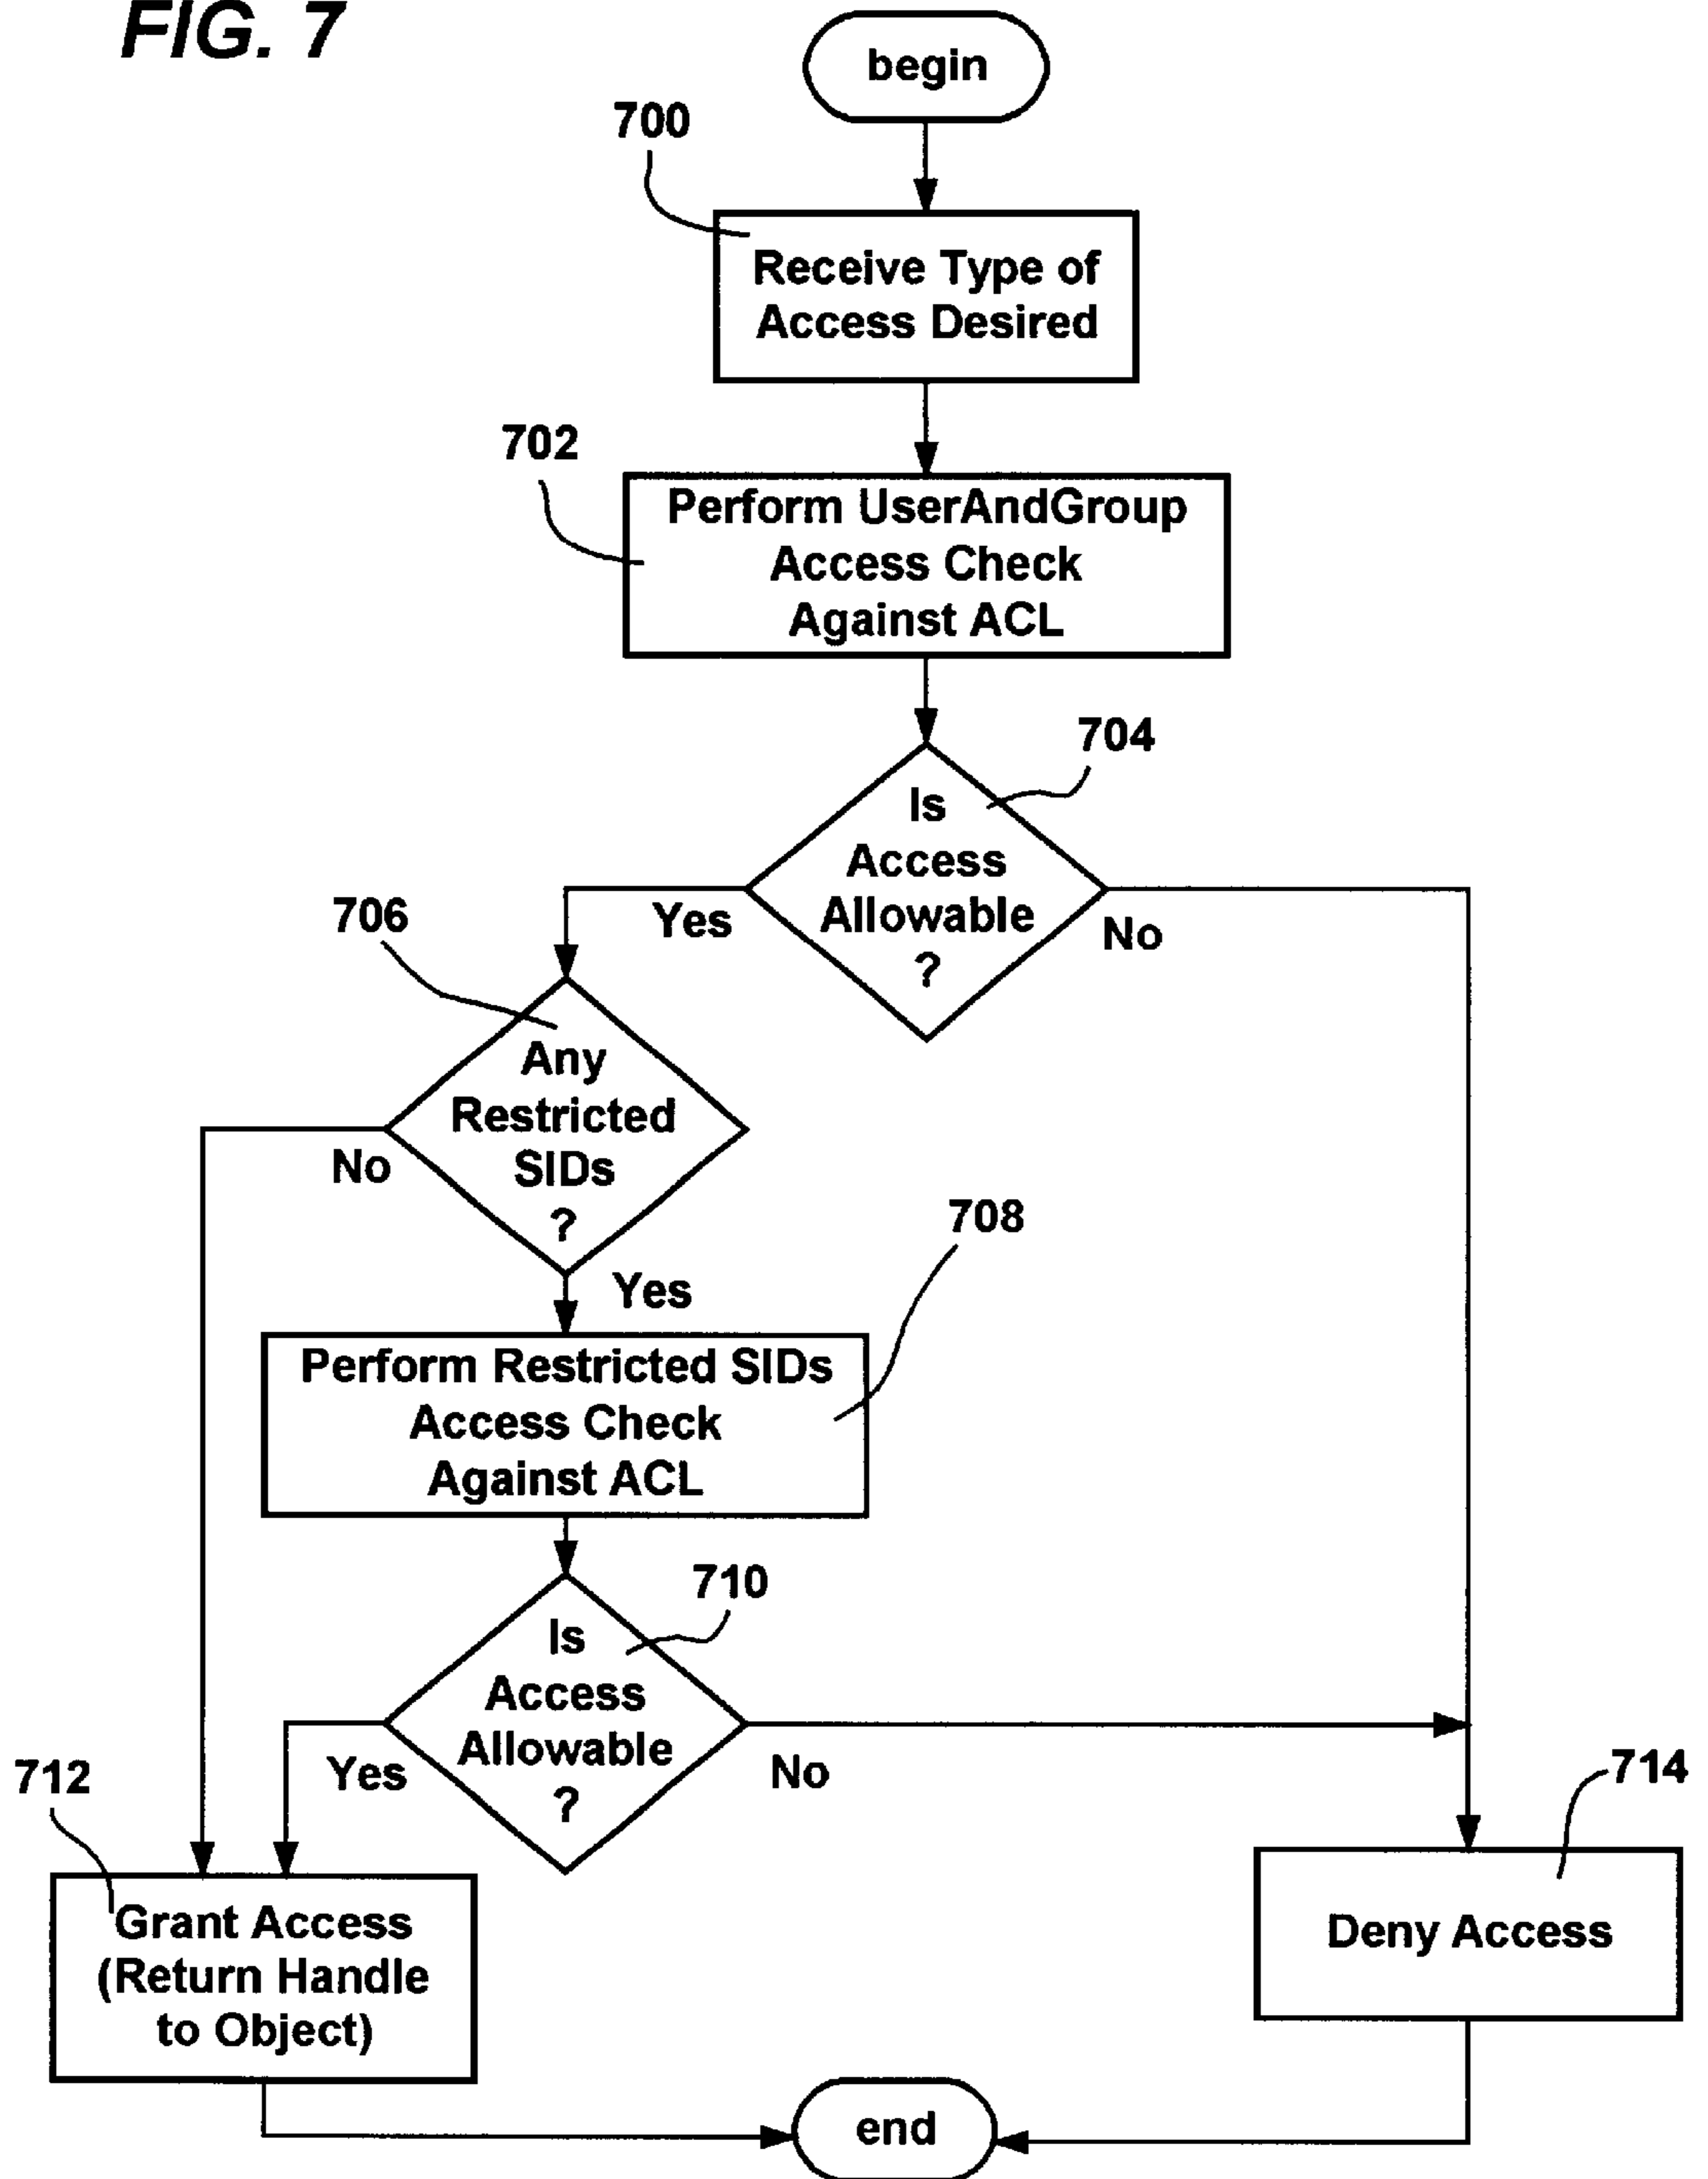 FIG. 7
begin
700
Receive Type of
Access Desired
702
Perform UserAndGroup
Access Check
Against ACL
704
Is
Access
Allowable
?
Yes
No
706
Any
Restricted
SIDs
?
No
Yes
708
Perform Restricted SIDs
Access Check
Against ACL
710
Is
Access
Allowable
?
Yes
No
712
Grant Access
(Return Handle
to Object)
714
Deny Access
end